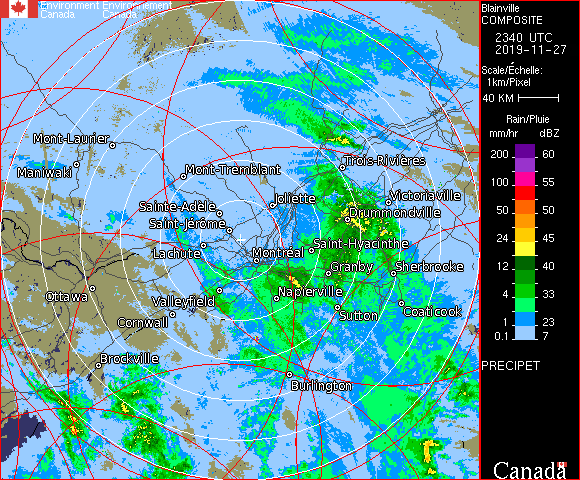 Environment Environnement
Canada Canada
Mont-Laurier
Maniwaki
Mont-Tremblant
Trois-Rivières
Sainte-Adèle
Joliette
Victoriaville
Saint-Jérôme
Drummondville
Lachute
Montréal
Saint-Hyacinthe
Granby
Sherbrooke
Ottawa
Valleyfield
Napierville
Cornwall
Sutton
Coaticook
Brockville
Burlington
Blainville
COMPOSITE
2340 UTC
2019-11-27
Scale/Échelle:
1km/Pixel
40 KM
Rain/Pluie
mm/hr dBZ
200 60
100 55
50 50
24 45
12 40
4 33
1 23
0.1 7
PRECIPET
Canada